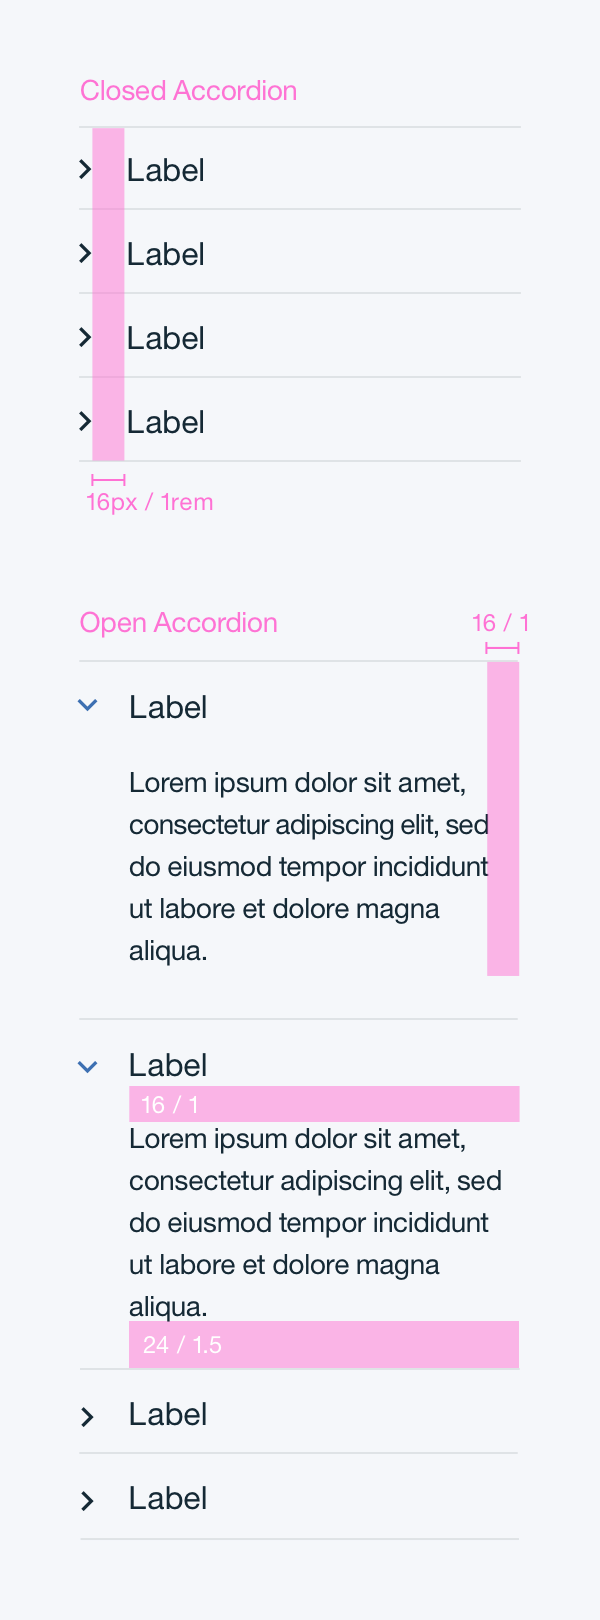 Closed Accordion
Label
Label
Label
Label
16px / 1rem
Open Accordion
16 / 1
Label
Lorem ipsum dolor sit amet,
consectetur adipiscing elit, sed
do eiusmod tempor incididunt
ut labore et dolore magna
aliqua.
Label
16 / 1
Lorem ipsum dolor sit amet,
consectetur adipiscing elit, sed
do eiusmod tempor incididunt
ut labore et dolore magna
aliqua.
24 / 1.5
Label
Label